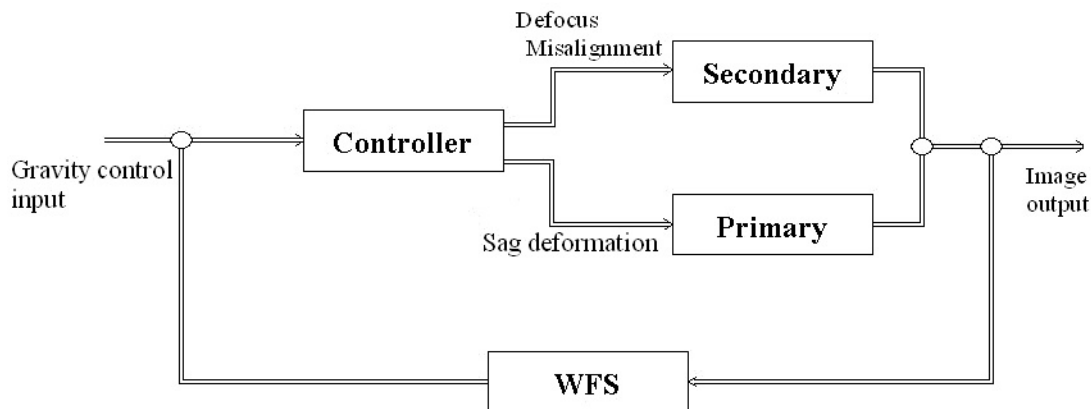 Defocus
Misalignment
Secondary
Controller
Gravity control
input
Image
output
Sag deformation
Primary
WFS